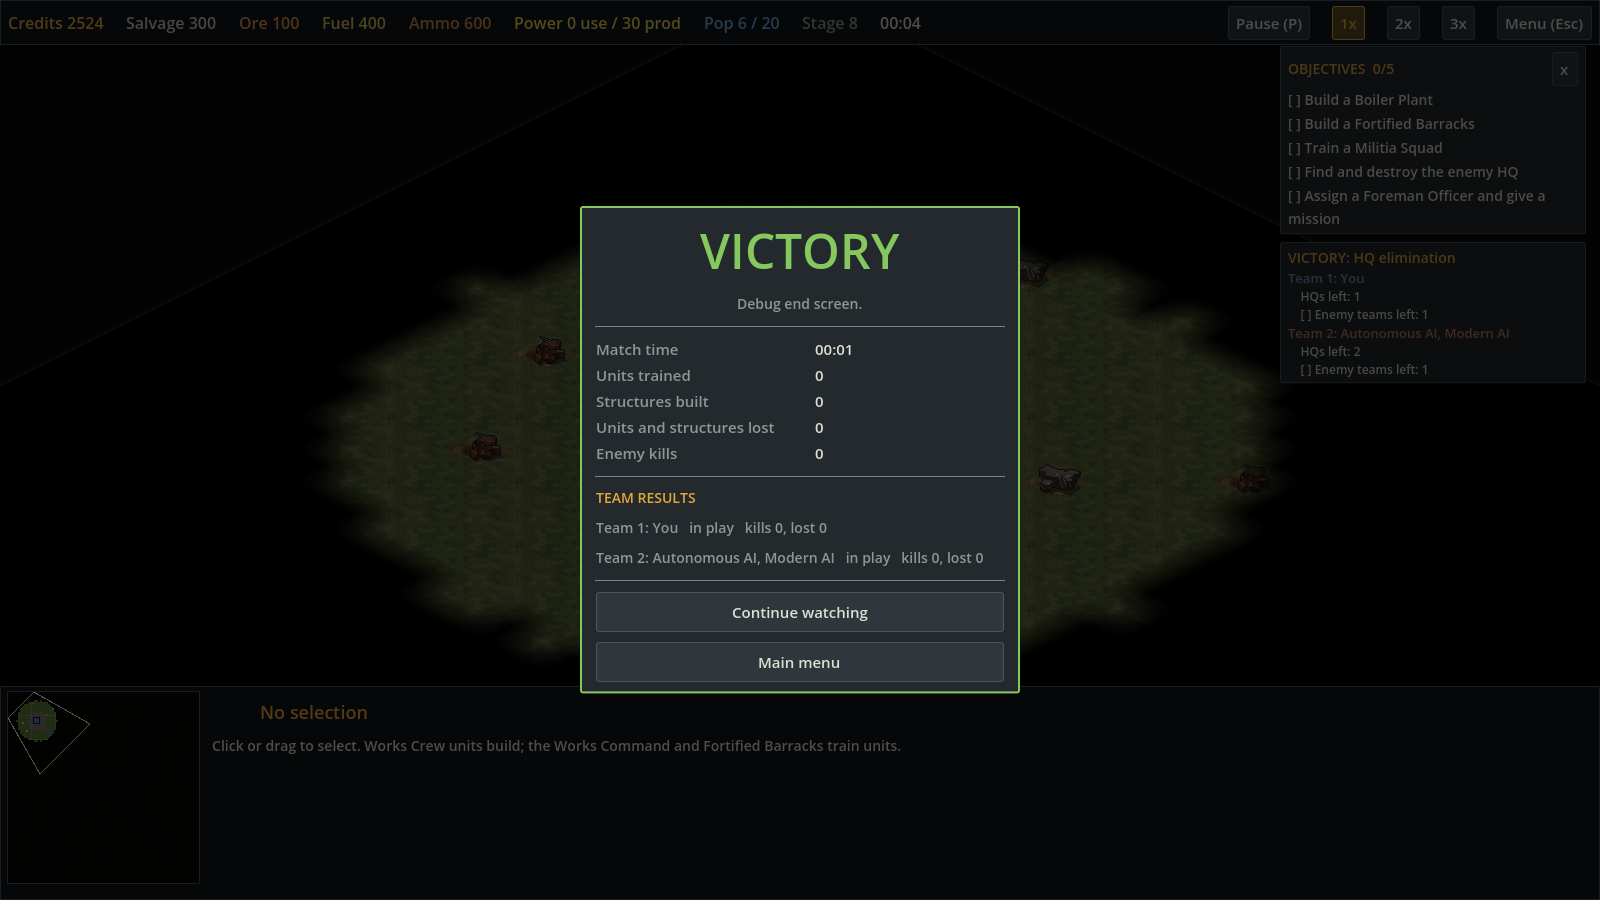 Credits 2524 Salvage 300 Ore 100 Fuel 400 Ammo 600 Power 0 use / 30 prod Pop 6 / 20 Stage 8 00:04 Pause (P) 1x 2x 3x Menu (Esc)
OBJECTIVES 0/5 x
[ ] Build a Boiler Plant
[ ] Build a Fortified Barracks
[ ] Train a Militia Squad
[ ] Find and destroy the enemy HQ
[ ] Assign a Foreman Officer and give a
mission
VICTORY: HQ elimination
Team 1: You
HQs left: 1
[ ] Enemy teams left: 1
Team 2: Autonomous AI, Modern AI
HQs left: 2
[ ] Enemy teams left: 1
VICTORY
Debug end screen.
Match time 00:01
Units trained 0
Structures built 0
Units and structures lost 0
Enemy kills 0
TEAM RESULTS
Team 1: You in play kills 0, lost 0
Team 2: Autonomous AI, Modern AI in play kills 0, lost 0
Continue watching
Main menu
No selection
Click or drag to select. Works Crew units build; the Works Command and Fortified Barracks train units.